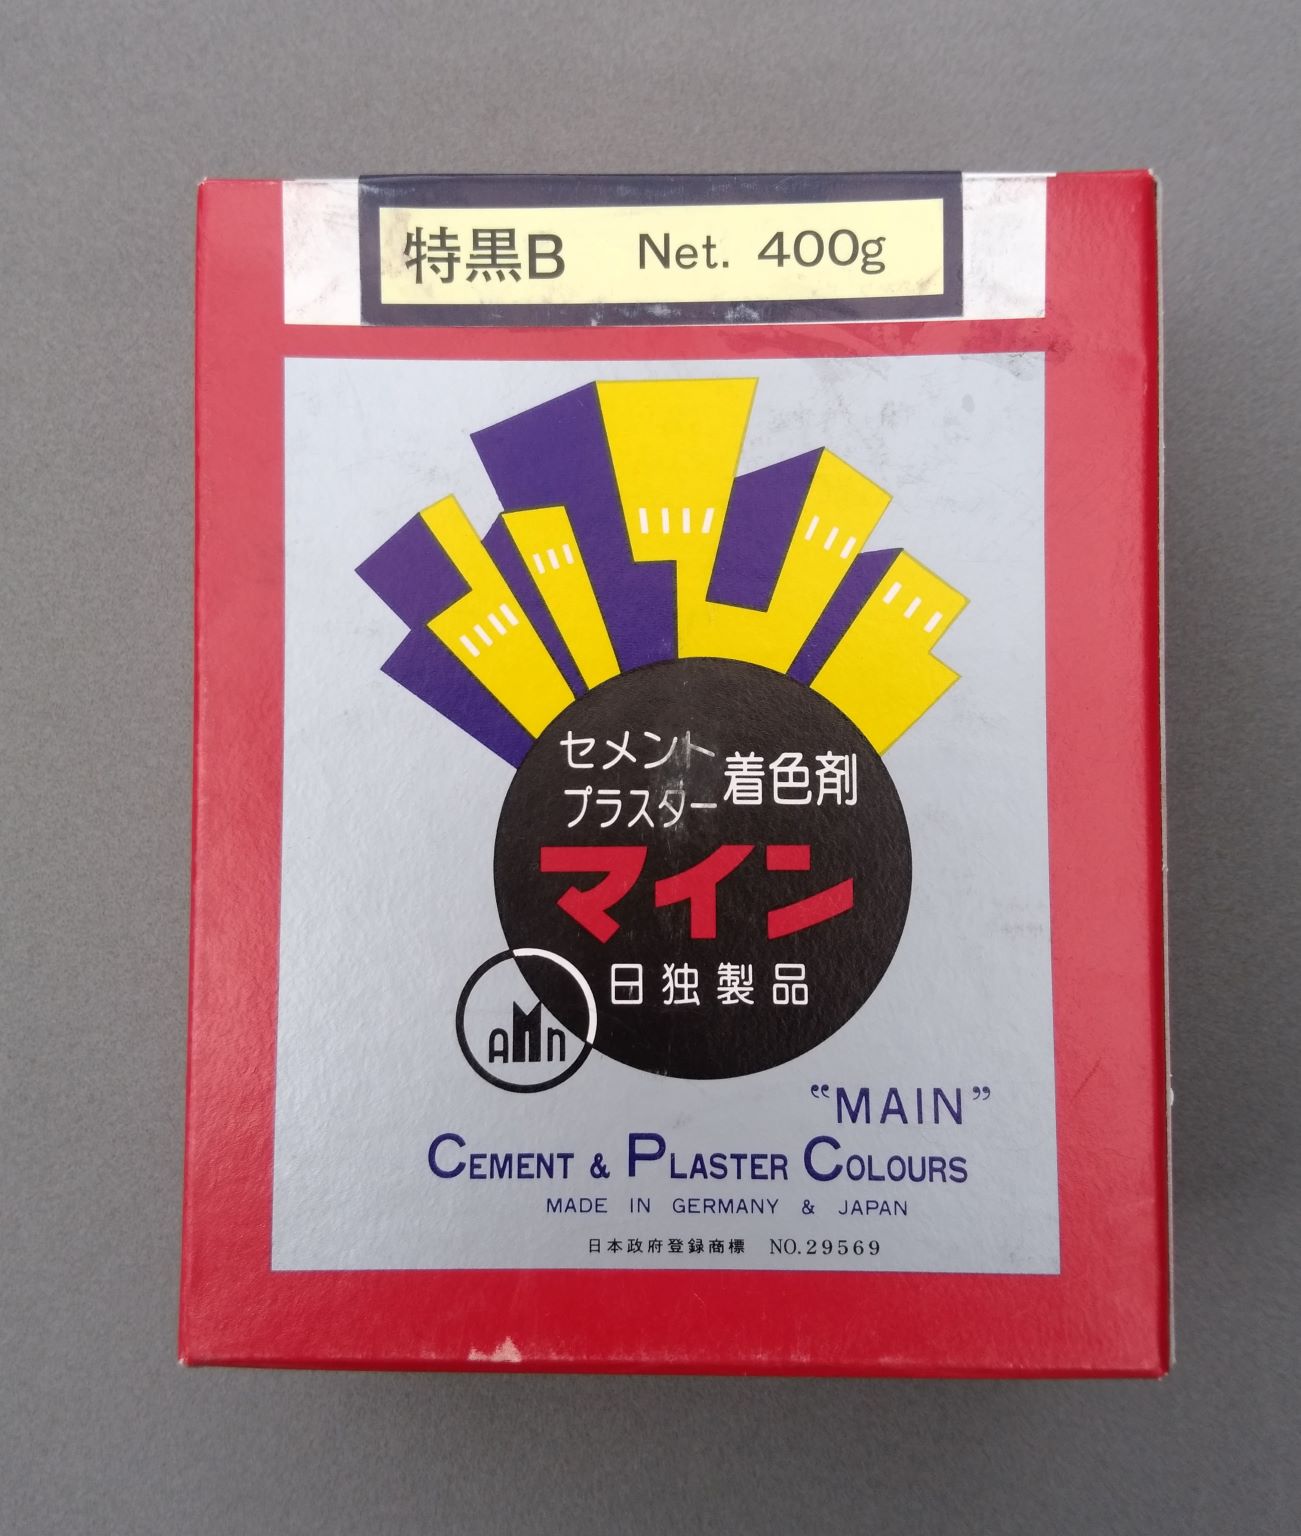 特黒B Net. 400g
セメント
プラスター
着色剤
マイン
日独製品
AMn
“MAIN”
CEMENT & PLASTER COLOURS
MADE IN GERMANY & JAPAN
日本政府登録商標 NO.29569